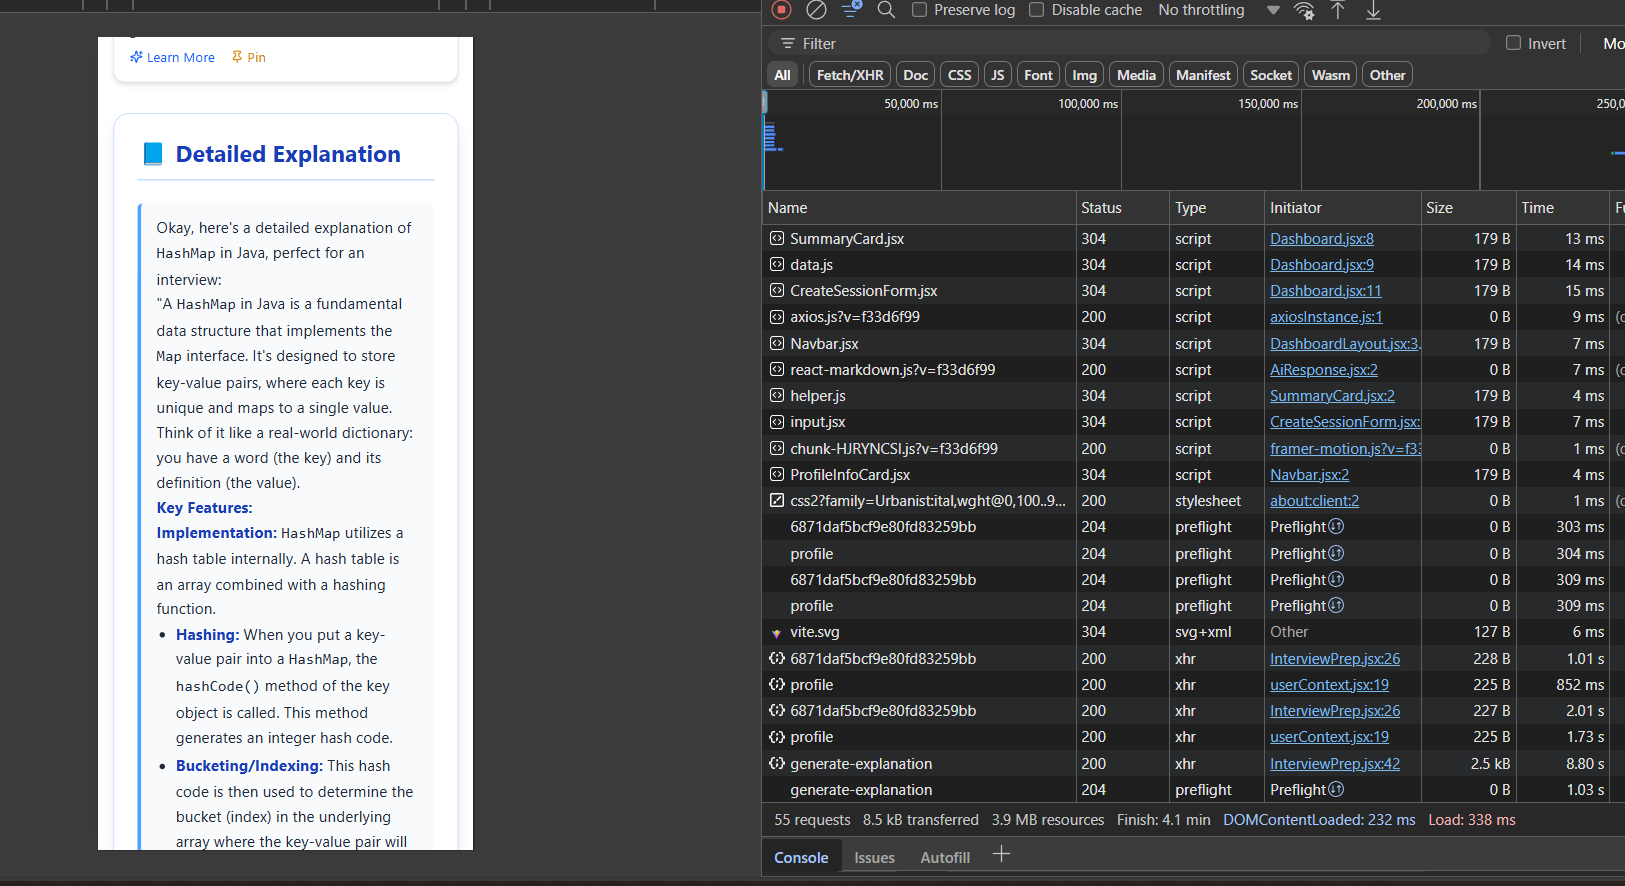 Learn More Pin
Detailed Explanation
Okay, here's a detailed explanation of
HashMap in Java, perfect for an
interview:
"A HashMap in Java is a fundamental
data structure that implements the
Map interface. It's designed to store
key-value pairs, where each key is
unique and maps to a single value.
Think of it like a real-world dictionary:
you have a word (the key) and its
definition (the value).
Key Features:
Implementation: HashMap utilizes a
hash table internally. A hash table is
an array combined with a hashing
function.
• Hashing: When you put a key-
value pair into a HashMap, the
hashCode() method of the key
object is called. This method
generates an integer hash code.
• Bucketing/Indexing: This hash
code is then used to determine the
bucket (index) in the underlying
array where the key-value pair will
Preserve log Disable cache No throttling
Filter Invert Mo
All Fetch/XHR Doc CSS JS Font Img Media Manifest Socket Wasm Other
50,000 ms 100,000 ms 150,000 ms 200,000 ms 250,0
Name Status Type Initiator Size Time Fu
SummaryCard.jsx 304 script Dashboard.jsx:8 179 B 13 ms
data.js 304 script Dashboard.jsx:9 179 B 14 ms
CreateSessionForm.jsx 304 script Dashboard.jsx:11 179 B 15 ms
axios.js?v=f33d6f99 200 script axiosInstance.js:1 0 B 9 ms
Navbar.jsx 304 script DashboardLayout.jsx:3. 179 B 7 ms
react-markdown.js?v=f33d6f99 200 script AiResponse.jsx:2 0 B 7 ms
helper.js 304 script SummaryCard.jsx:2 179 B 4 ms
input.jsx 304 script CreateSessionForm.jsx: 179 B 7 ms
chunk-HJRYNCSI.js?v=f33d6f99 200 script framer-motion.js?v=f33 0 B 1 ms
ProfileInfoCard.jsx 304 script Navbar.jsx:2 179 B 4 ms
css2?family=Urbanist:ital,wght@0,100..9... 200 stylesheet about:client:2 0 B 1 ms
6871daf5bcf9e80fd83259bb 204 preflight Preflight 0 B 303 ms
profile 204 preflight Preflight 0 B 304 ms
6871daf5bcf9e80fd83259bb 204 preflight Preflight 0 B 309 ms
profile 204 preflight Preflight 0 B 309 ms
vite.svg 304 svg+xml Other 127 B 6 ms
6871daf5bcf9e80fd83259bb 200 xhr InterviewPrep.jsx:26 228 B 1.01 s
profile 200 xhr userContext.jsx:19 225 B 852 ms
6871daf5bcf9e80fd83259bb 200 xhr InterviewPrep.jsx:26 227 B 2.01 s
profile 200 xhr userContext.jsx:19 225 B 1.73 s
generate-explanation 200 xhr InterviewPrep.jsx:42 2.5 kB 8.80 s
generate-explanation 204 preflight Preflight 0 B 1.03 s
55 requests 8.5 kB transferred 3.9 MB resources Finish: 4.1 min DOMContentLoaded: 232 ms Load: 338 ms
Console Issues Autofill